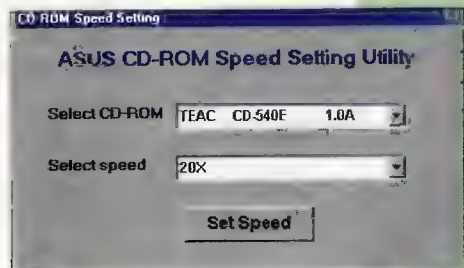 CD-ROM Speed Setting
ASUS CD-ROM Speed Setting Utility
Select CD-ROM TEAC CD-540E 1.0A
Select speed 20X
Set Speed